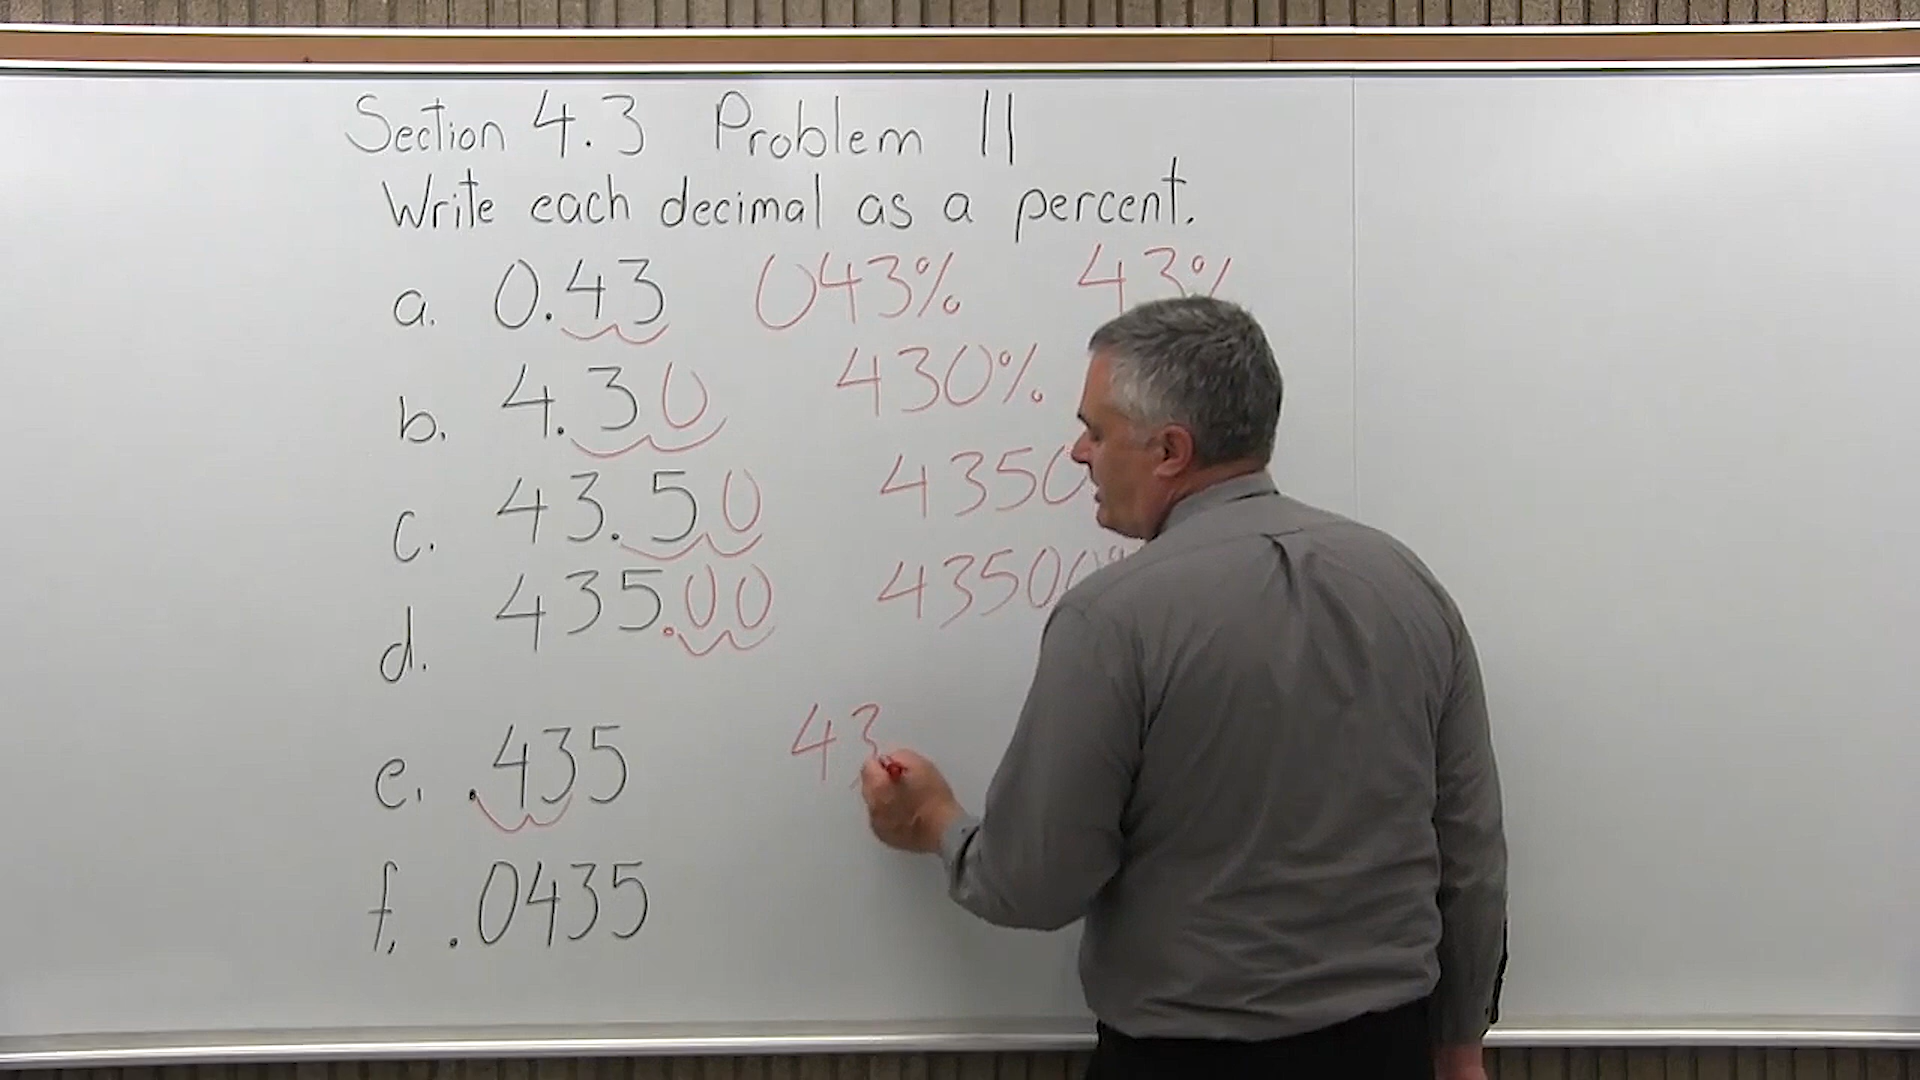 Section 4.3 Problem 11
Write each decimal as a percent.
a. 0.43 043% 43%
b. 4.30 430%
c. 43.50 4350
d. 435.00 43500%
e. .435 43
f. .0435